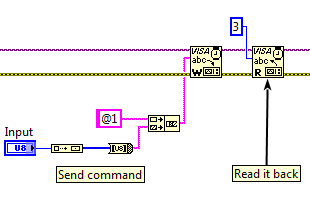 VISA
abc
W
VISA
abc
R
3
@1
Input
U8
[U8]
Send command
Read it back